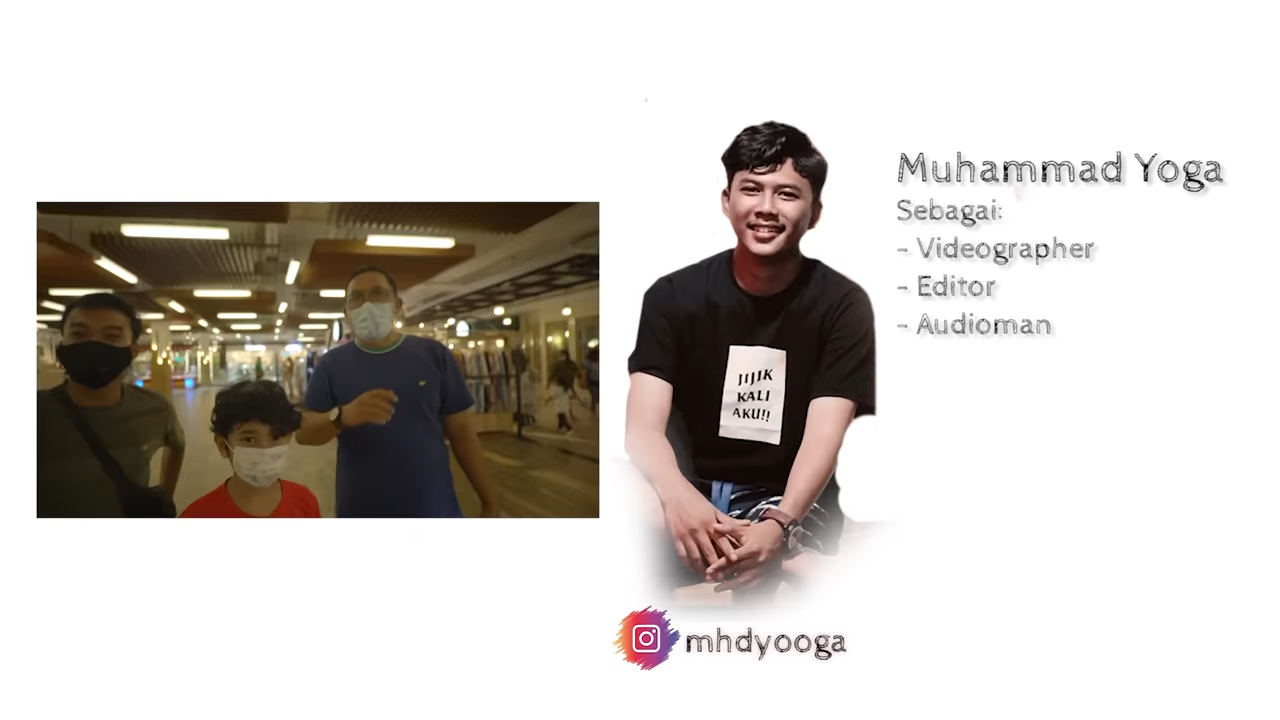 Muhammad Yoga
Sebagai:
- Videographer
- Editor
- Audioman
JIJIK
KALI
AKU!!
mhdyooga